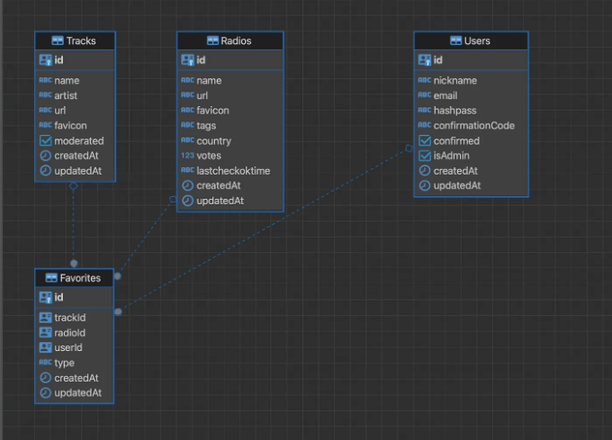 Tracks
id
ABC name
ABC artist
ABC url
ABC favicon
moderated
createdAt
updatedAt
Radios
id
ABC name
ABC url
ABC favicon
ABC tags
ABC country
123 votes
ABC lastcheckoktime
createdAt
updatedAt
Users
id
ABC nickname
ABC email
ABC hashpass
ABC confirmationCode
confirmed
isAdmin
createdAt
updatedAt
Favorites
id
trackId
radioId
userId
ABC type
createdAt
updatedAt